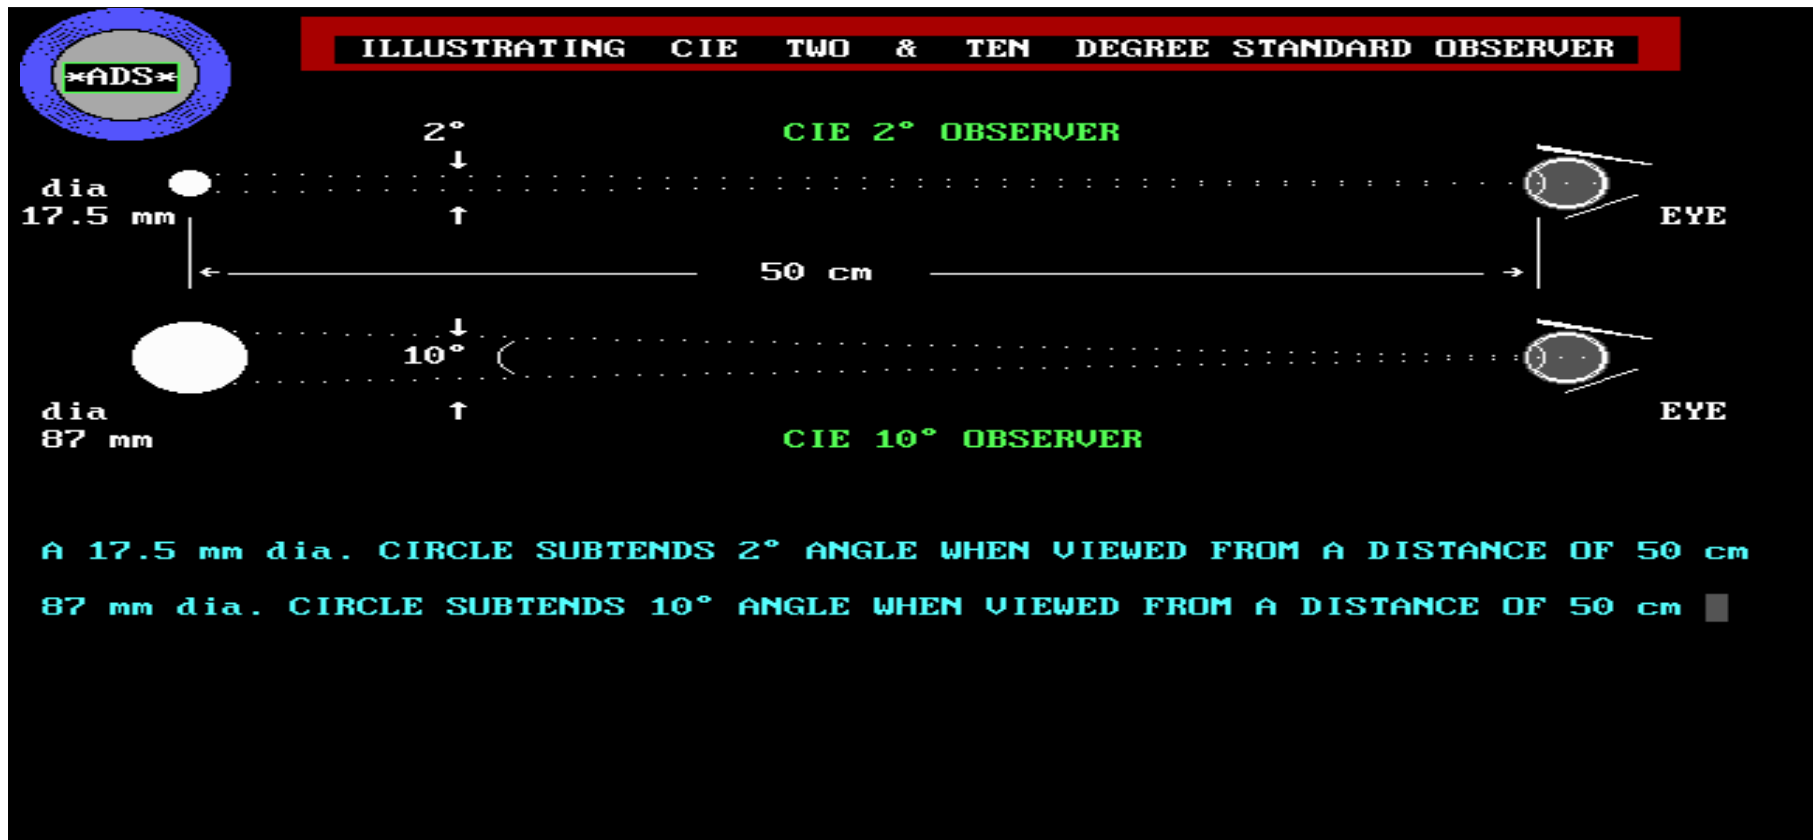 ILLUSTRATING CIE TWO & TEN DEGREE STANDARD OBSERVER
*ADS*
2° CIE 2° OBSERVER
↓
dia
17.5 mm ↑ EYE
← 50 cm →
↓
10°
dia ↑ EYE
87 mm CIE 10° OBSERVER
A 17.5 mm dia. CIRCLE SUBTENDS 2° ANGLE WHEN VIEWED FROM A DISTANCE OF 50 cm
87 mm dia. CIRCLE SUBTENDS 10° ANGLE WHEN VIEWED FROM A DISTANCE OF 50 cm